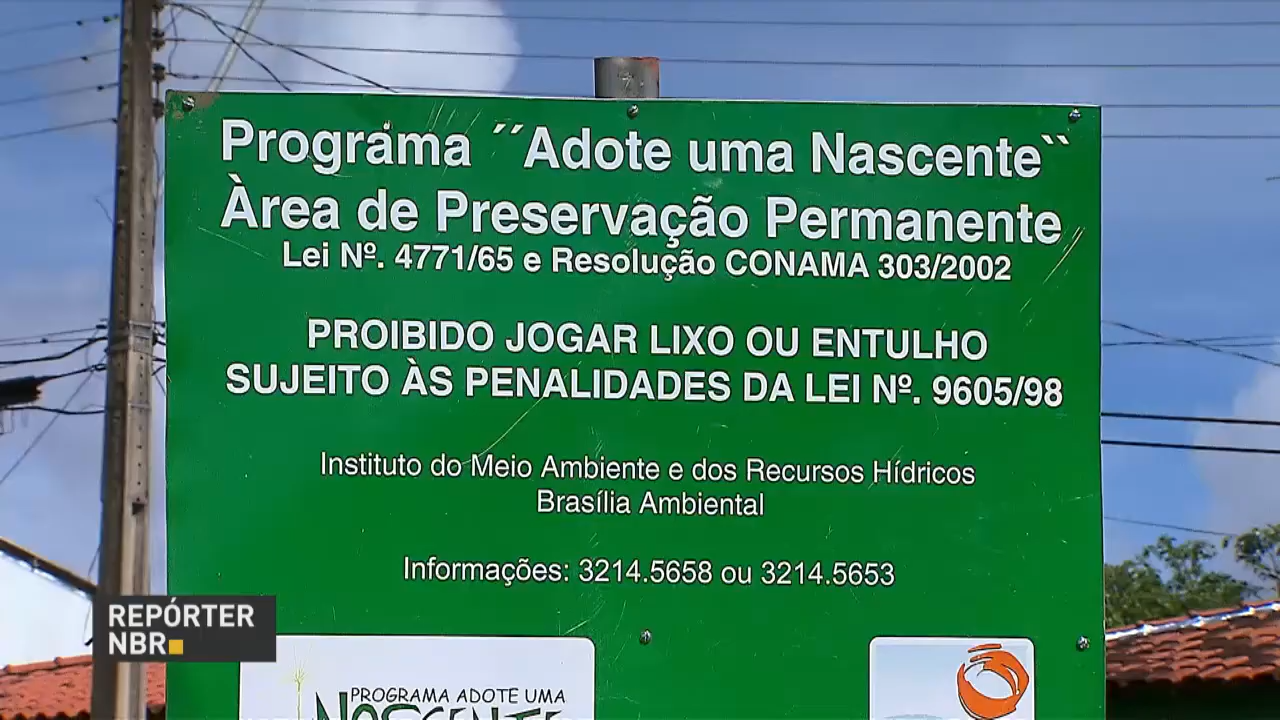 Programa ´´Adote uma Nascente``
Àrea de Preservação Permanente
Lei Nº. 4771/65 e Resolução CONAMA 303/2002
PROIBIDO JOGAR LIXO OU ENTULHO
SUJEITO ÀS PENALIDADES DA LEI Nº. 9605/98
Instituto do Meio Ambiente e dos Recursos Hídricos
Brasília Ambiental
Informações: 3214.5658 ou 3214.5653
REPÓRTER
NBR
PROGRAMA ADOTE UMA
NASCENTE